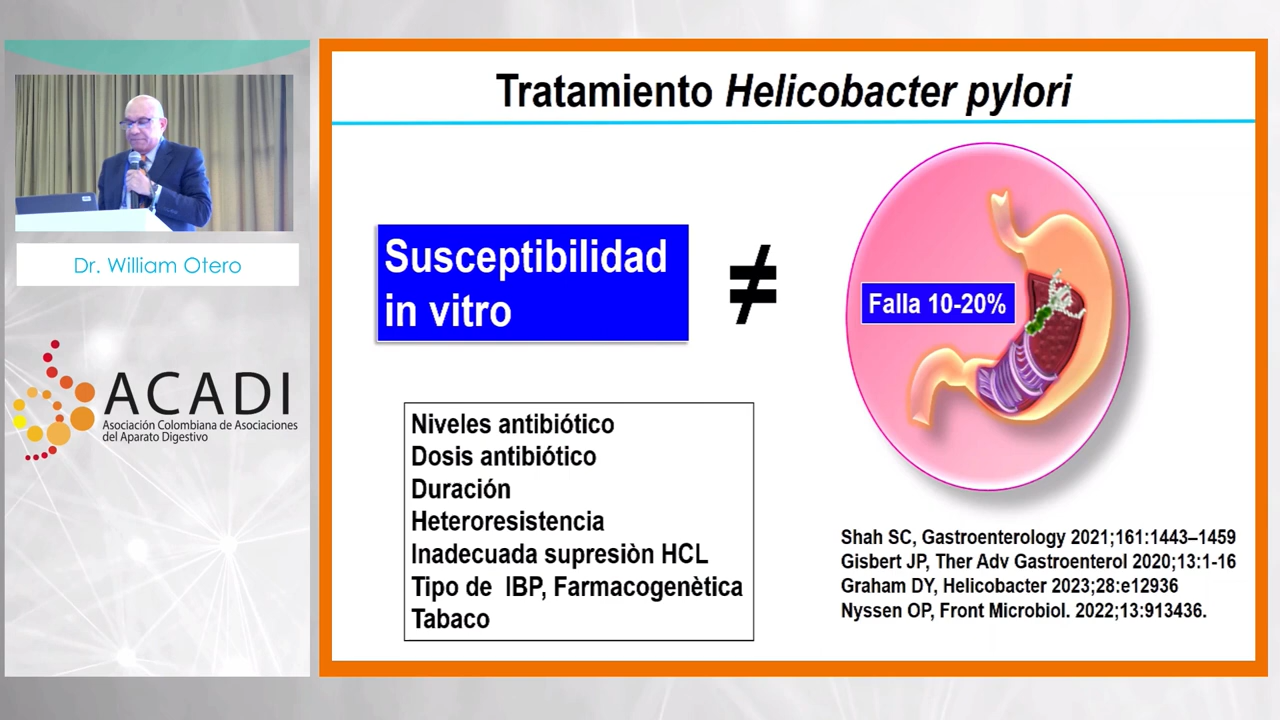 Tratamiento Helicobacter pylori
Dr. William Otero
ACADI
Asociación Colombiana de Asociaciones
del Aparato Digestivo
Susceptibilidad
in vitro
≠
Falla 10-20%
Niveles antibiótico
Dosis antibiótico
Duración
Heteroresistencia
Inadecuada supresiòn HCL
Tipo de IBP, Farmacogenètica
Tabaco
Shah SC, Gastroenterology 2021;161:1443–1459
Gisbert JP, Ther Adv Gastroenterol 2020;13:1-16
Graham DY, Helicobacter 2023;28:e12936
Nyssen OP, Front Microbiol. 2022;13:913436.